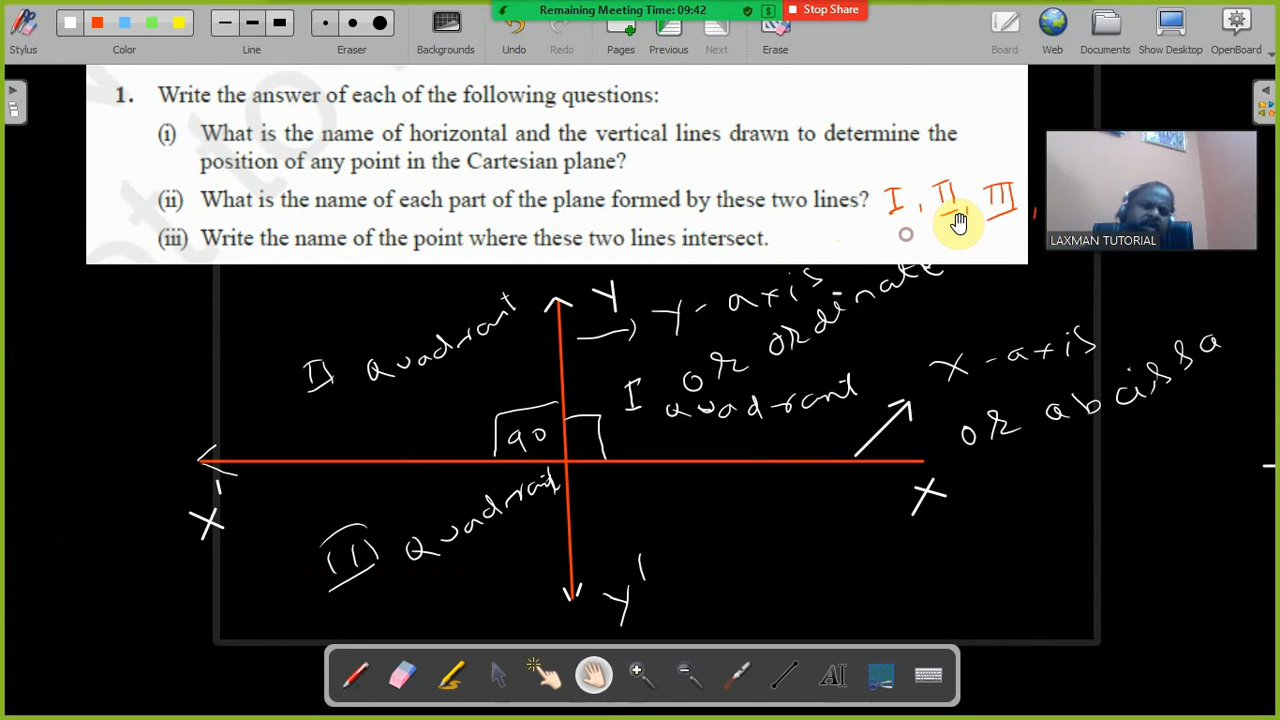 Remaining Meeting Time: 09:42
Stop Share
Stylus Color Line Eraser Backgrounds Undo Redo Pages Previous Next Erase Board Web Documents Show Desktop OpenBoard
1. Write the answer of each of the following questions:
(i) What is the name of horizontal and the vertical lines drawn to determine the
position of any point in the Cartesian plane?
(ii) What is the name of each part of the plane formed by these two lines? I, II, III,
(iii) Write the name of the point where these two lines intersect.
LAXMAN TUTORIAL
Y
Y-axis
or ordinate
II quadrant
I quadrant
X-axis
or abcissa
90
X'
X
III Quadrant
Y'
AI